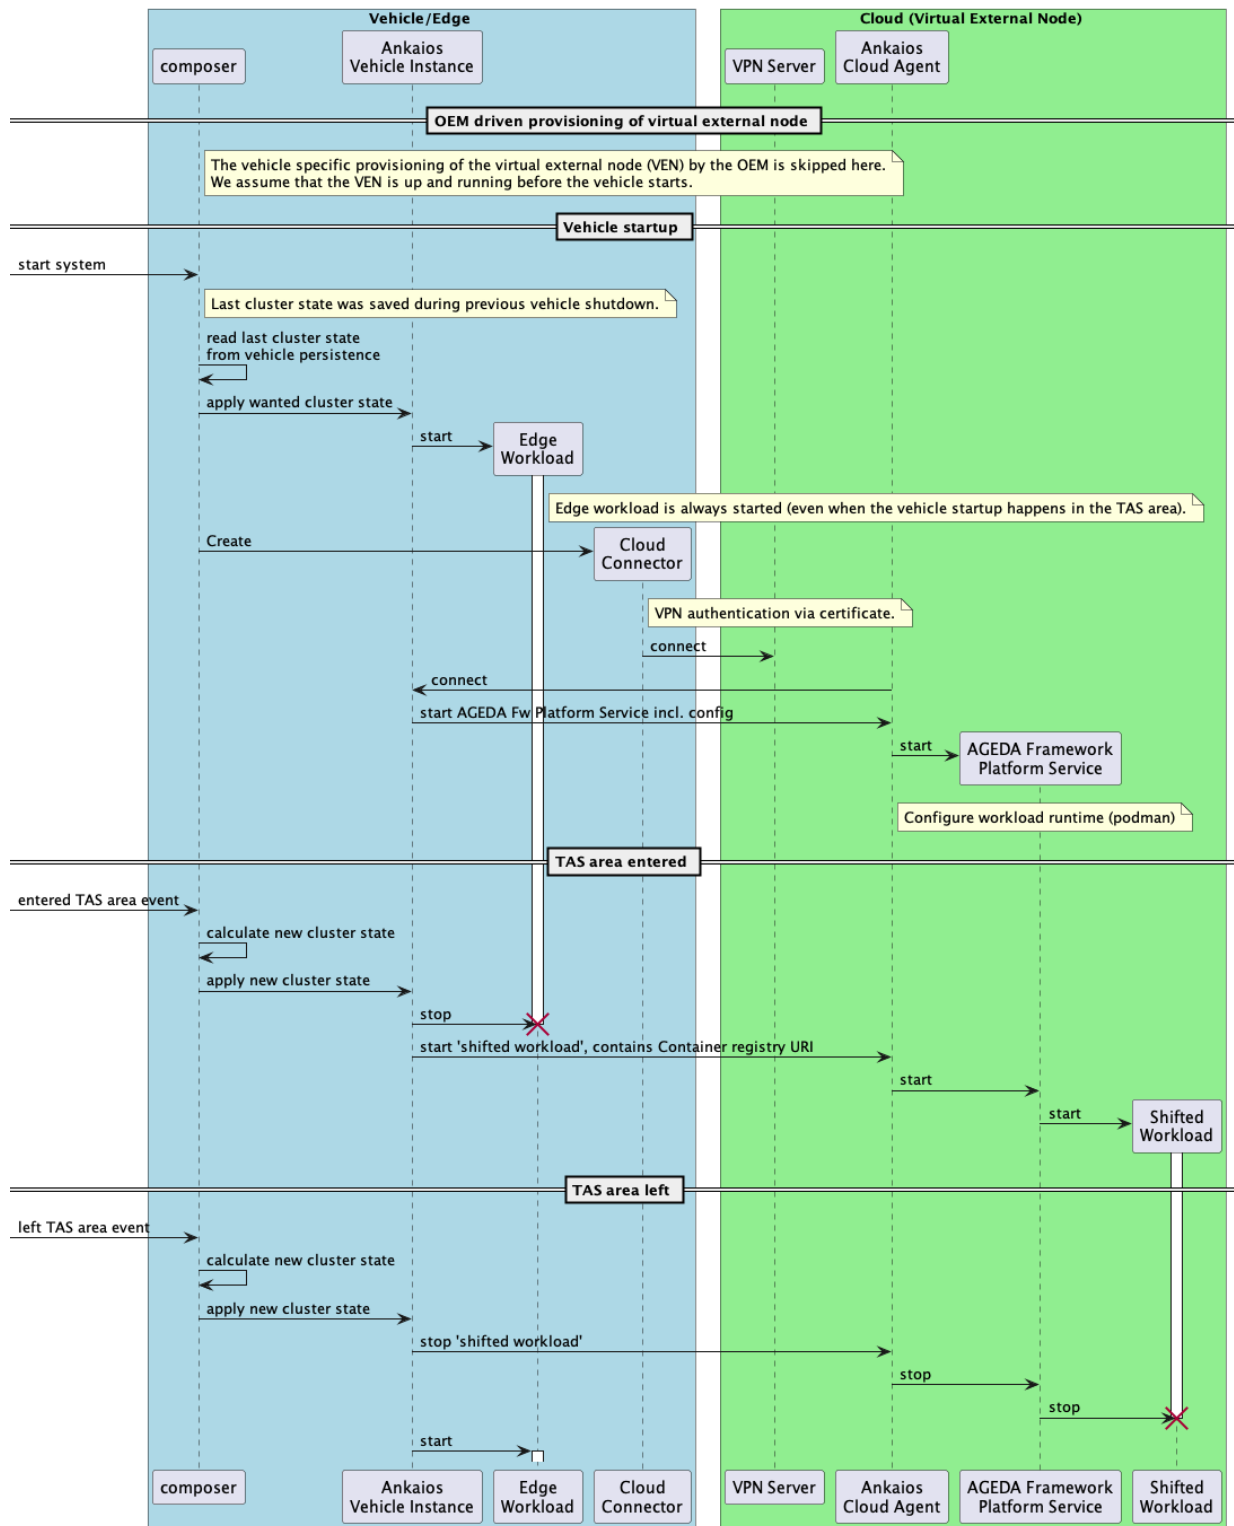 Vehicle/Edge
Cloud (Virtual External Node)
composer
Ankaios
Vehicle Instance
VPN Server
Ankaios
Cloud Agent
OEM driven provisioning of virtual external node
The vehicle specific provisioning of the virtual external node (VEN) by the OEM is skipped here.
We assume that the VEN is up and running before the vehicle starts.
Vehicle startup
start system
Last cluster state was saved during previous vehicle shutdown.
read last cluster state
from vehicle persistence
apply wanted cluster state
start
Edge
Workload
Edge workload is always started (even when the vehicle startup happens in the TAS area).
Create
Cloud
Connector
VPN authentication via certificate.
connect
connect
start AGEDA Fw Platform Service incl. config
start
AGEDA Framework
Platform Service
Configure workload runtime (podman)
TAS area entered
entered TAS area event
calculate new cluster state
apply new cluster state
stop
start 'shifted workload', contains Container registry URI
start
start
Shifted
Workload
TAS area left
left TAS area event
calculate new cluster state
apply new cluster state
stop 'shifted workload'
stop
stop
start
composer
Ankaios
Vehicle Instance
Edge
Workload
Cloud
Connector
VPN Server
Ankaios
Cloud Agent
AGEDA Framework
Platform Service
Shifted
Workload